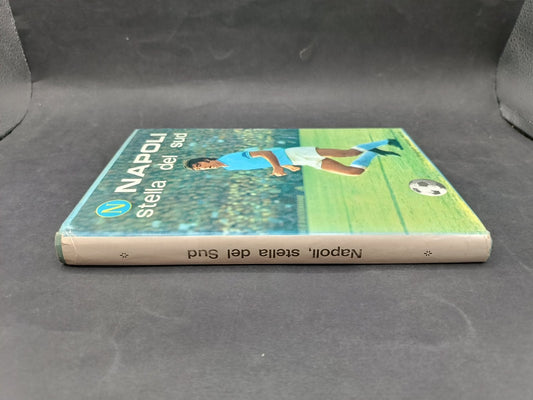 N
NAPOLI
stella del sud
* Napoli, stella del Sud *